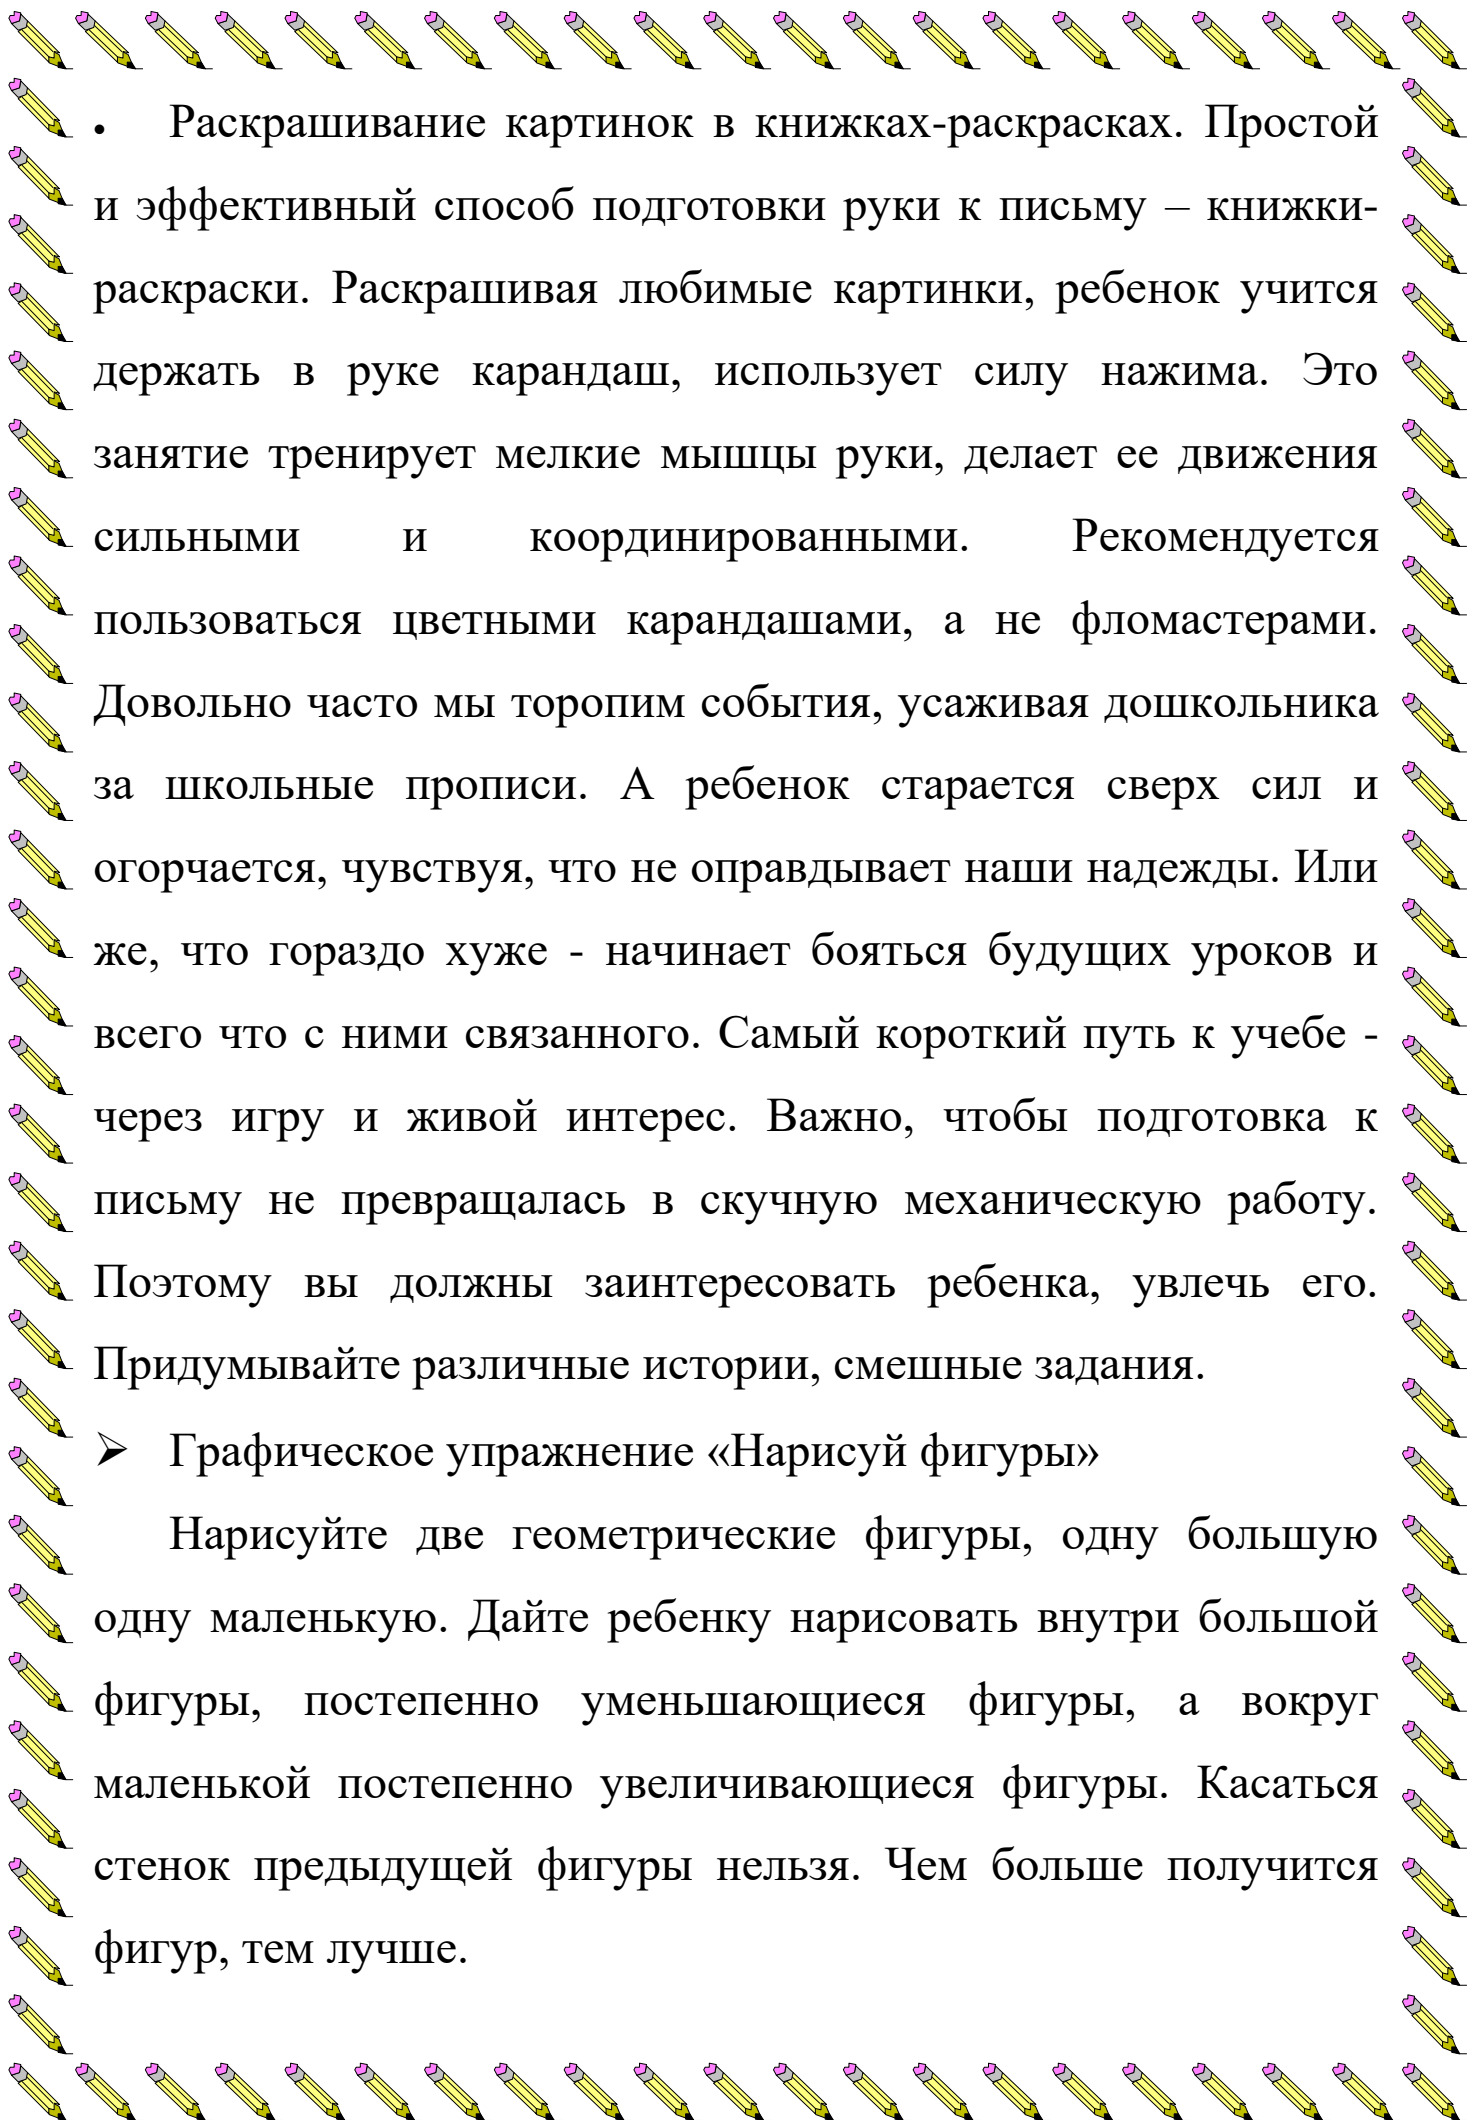 • Раскрашивание картинок в книжках-раскрасках. Простой
и эффективный способ подготовки руки к письму – книжки-
раскраски. Раскрашивая любимые картинки, ребенок учится
держать в руке карандаш, использует силу нажима. Это
занятие тренирует мелкие мышцы руки, делает ее движения
сильными и координированными. Рекомендуется
пользоваться цветными карандашами, а не фломастерами.
Довольно часто мы торопим события, усаживая дошкольника
за школьные прописи. А ребенок старается сверх сил и
огорчается, чувствуя, что не оправдывает наши надежды. Или
же, что гораздо хуже - начинает бояться будущих уроков и
всего что с ними связанного. Самый короткий путь к учебе -
через игру и живой интерес. Важно, чтобы подготовка к
письму не превращалась в скучную механическую работу.
Поэтому вы должны заинтересовать ребенка, увлечь его.
Придумывайте различные истории, смешные задания.
➢ Графическое упражнение «Нарисуй фигуры»
Нарисуйте две геометрические фигуры, одну большую
одну маленькую. Дайте ребенку нарисовать внутри большой
фигуры, постепенно уменьшающиеся фигуры, а вокруг
маленькой постепенно увеличивающиеся фигуры. Касаться
стенок предыдущей фигуры нельзя. Чем больше получится
фигур, тем лучше.